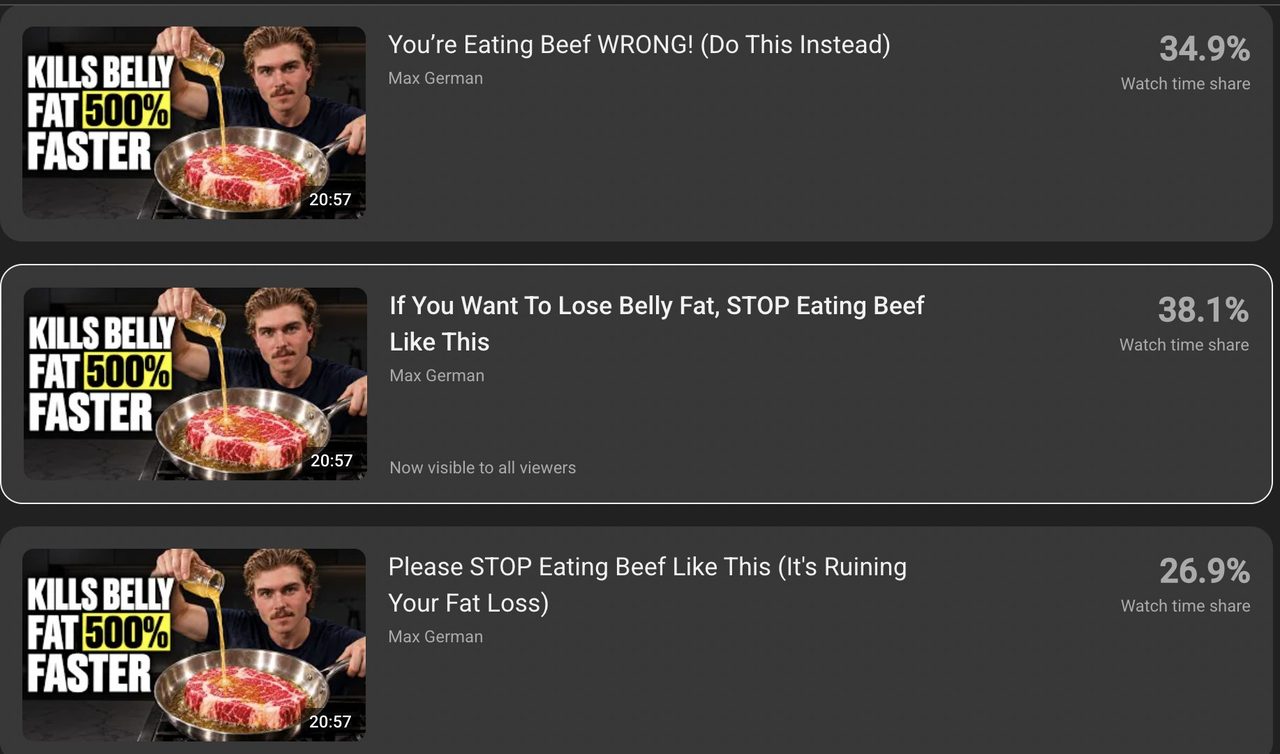 KILLS BELLY
FAT 500%
FASTER
20:57
You’re Eating Beef WRONG! (Do This Instead)
Max German
34.9%
Watch time share
KILLS BELLY
FAT 500%
FASTER
20:57
If You Want To Lose Belly Fat, STOP Eating Beef
Like This
Max German
Now visible to all viewers
38.1%
Watch time share
KILLS BELLY
FAT 500%
FASTER
20:57
Please STOP Eating Beef Like This (It's Ruining
Your Fat Loss)
Max German
26.9%
Watch time share